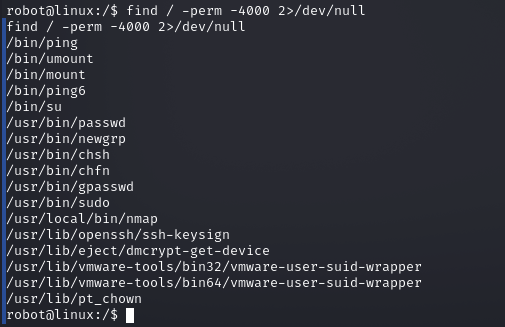 robot@linux:/$ find / -perm -4000 2>/dev/null
find / -perm -4000 2>/dev/null
/bin/ping
/bin/umount
/bin/mount
/bin/ping6
/bin/su
/usr/bin/passwd
/usr/bin/newgrp
/usr/bin/chsh
/usr/bin/chfn
/usr/bin/gpasswd
/usr/bin/sudo
/usr/local/bin/nmap
/usr/lib/openssh/ssh-keysign
/usr/lib/eject/dmcrypt-get-device
/usr/lib/vmware-tools/bin32/vmware-user-suid-wrapper
/usr/lib/vmware-tools/bin64/vmware-user-suid-wrapper
/usr/lib/pt_chown
robot@linux:/$